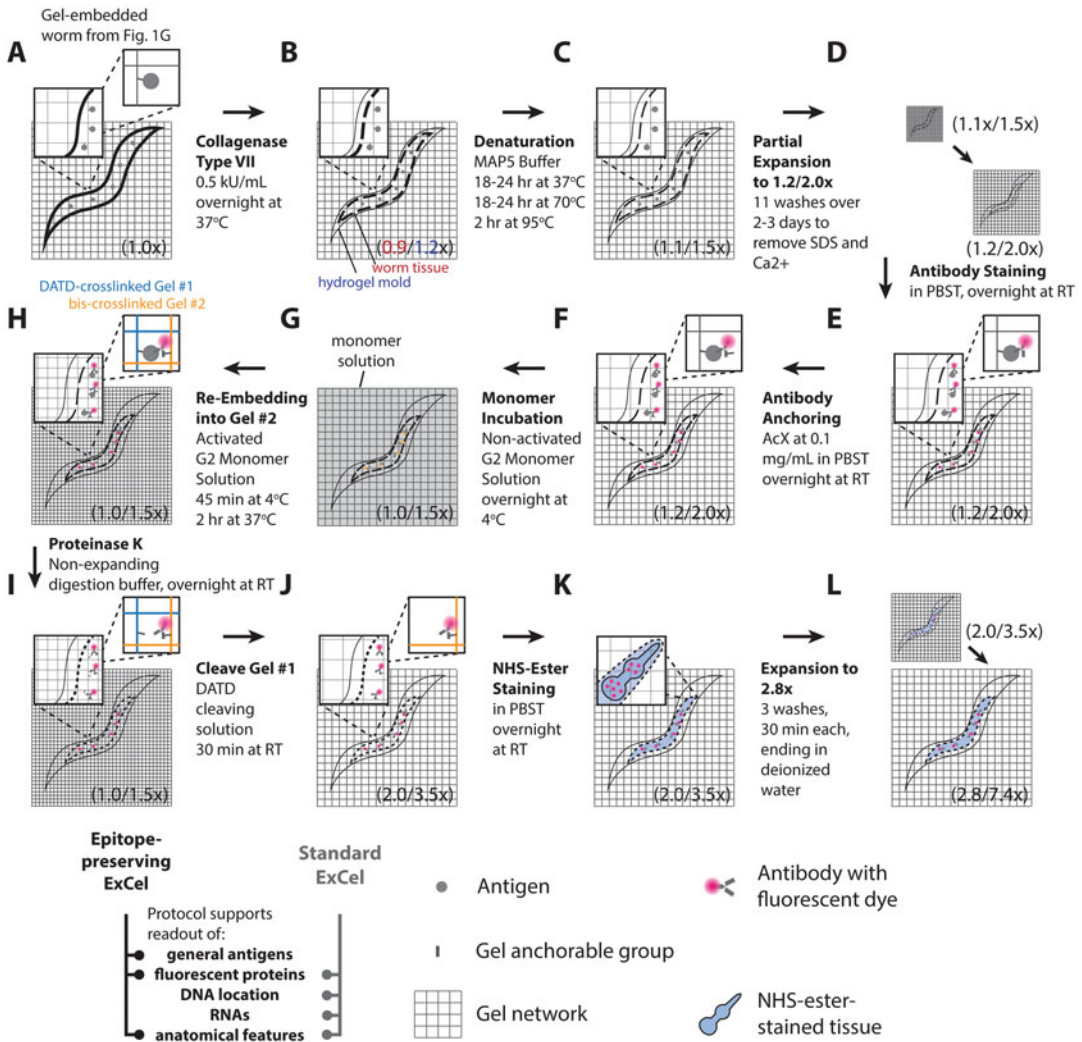 Gel-embedded
worm from Fig. 1G
A
B
C
D
Collagenase
Type VII
0.5 kU/mL
overnight at
37ºC
(1.0x)
Denaturation
MAP5 Buffer
18-24 hr at 37ºC
18-24 hr at 70ºC
2 hr at 95ºC
(0.9/1.2x)
worm tissue
hydrogel mold
Partial
Expansion
to 1.2/2.0x
11 washes over
2-3 days to
remove SDS and
Ca2+
(1.1/1.5x)
(1.1x/1.5x)
(1.2/2.0x)
Antibody Staining
in PBST, overnight at RT
DATD-crosslinked Gel #1
bis-crosslinked Gel #2
H
G
F
E
monomer
solution
Re-Embedding
into Gel #2
Activated
G2 Monomer
Solution
45 min at 4ºC
2 hr at 37ºC
(1.0/1.5x)
Monomer
Incubation
Non-activated
G2 Monomer
Solution
overnight at
4ºC
(1.0/1.5x)
Antibody
Anchoring
AcX at 0.1
mg/mL in PBST
overnight at RT
(1.2/2.0x)
(1.2/2.0x)
Proteinase K
Non-expanding
digestion buffer, overnight at RT
I
J
K
L
Cleave Gel #1
DATD
cleaving
solution
30 min at RT
(1.0/1.5x)
NHS-Ester
Staining
in PBST
overnight
at RT
(2.0/3.5x)
Expansion to
2.8x
3 washes,
30 min each,
ending in
deionized
water
(2.0/3.5x)
(2.0/3.5x)
(2.8/7.4x)
Epitope-
preserving
ExCel
Standard
ExCel
Protocol supports
readout of:
general antigens
fluorescent proteins
DNA location
RNAs
anatomical features
Antigen
Gel anchorable group
Gel network
Antibody with
fluorescent dye
NHS-ester-
stained tissue